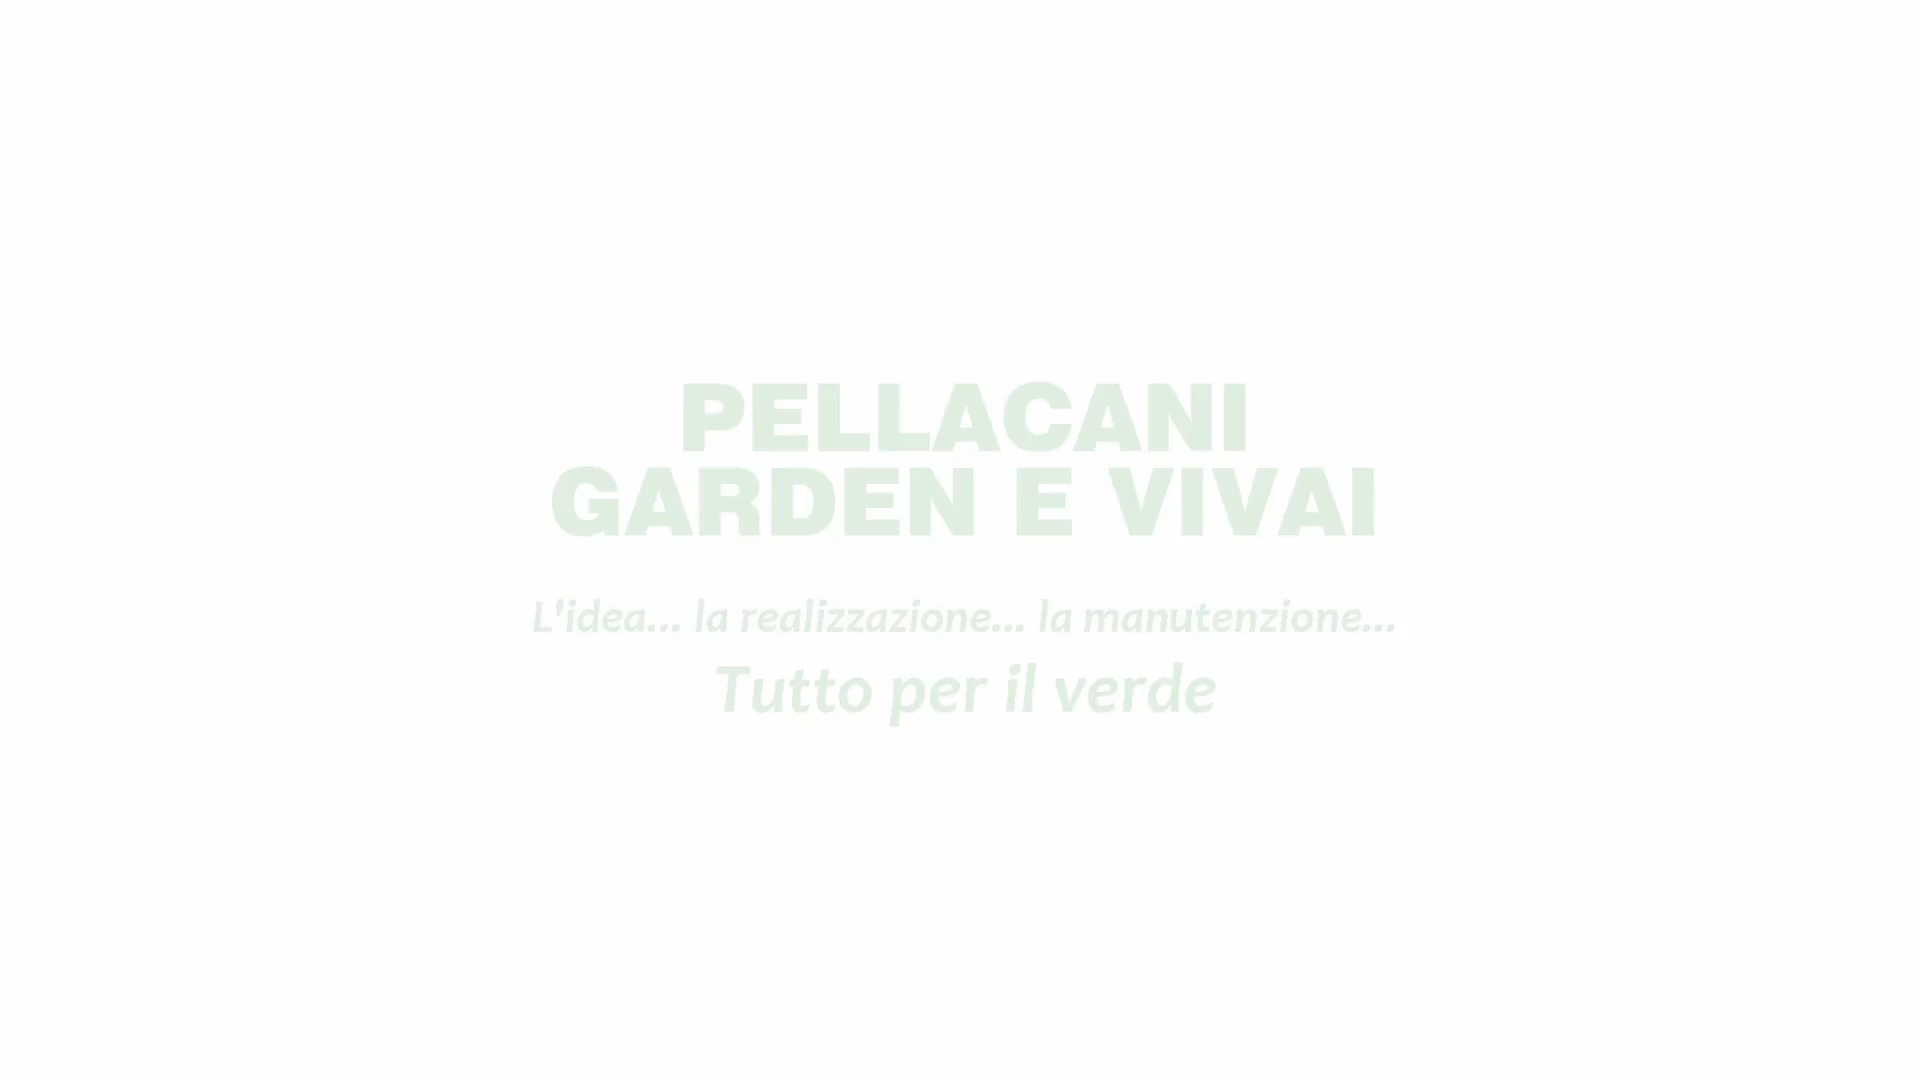 PELLACANI
GARDEN E VIVAI
L'idea... la realizzazione... la manutenzione...
Tutto per il verde